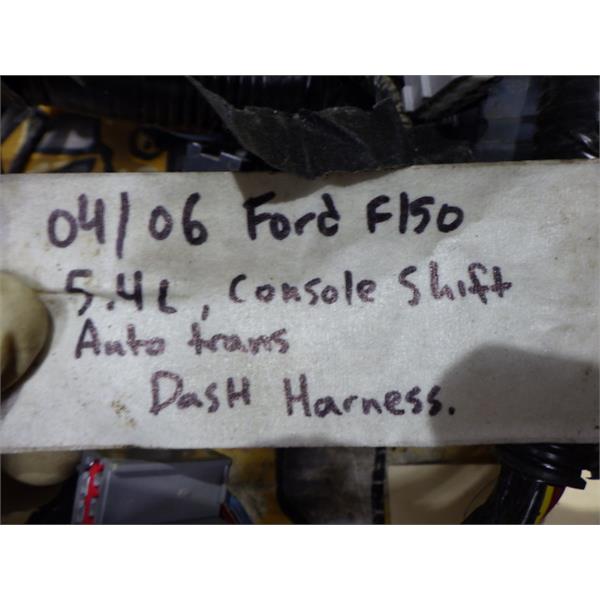 04/06 Ford F150
5.4L, Console Shift
Auto trans
DasH Harness.